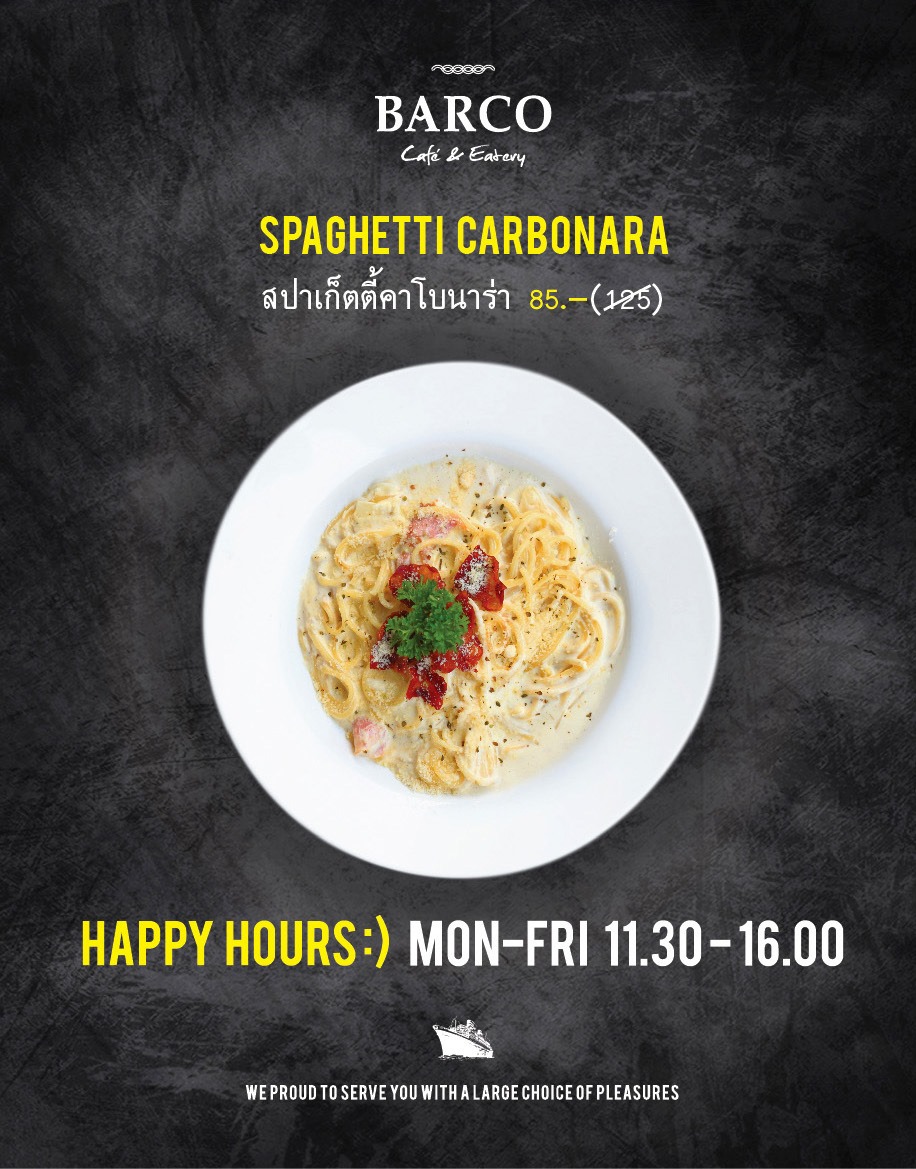 BARCO
Café & Eatery
SPAGHETTI CARBONARA
สปาเก็ตตี้คาโบนาร่า 85.–(125)
HAPPY HOURS :) MON–FRI 11.30 – 16.00
WE PROUD TO SERVE YOU WITH A LARGE CHOICE OF PLEASURES